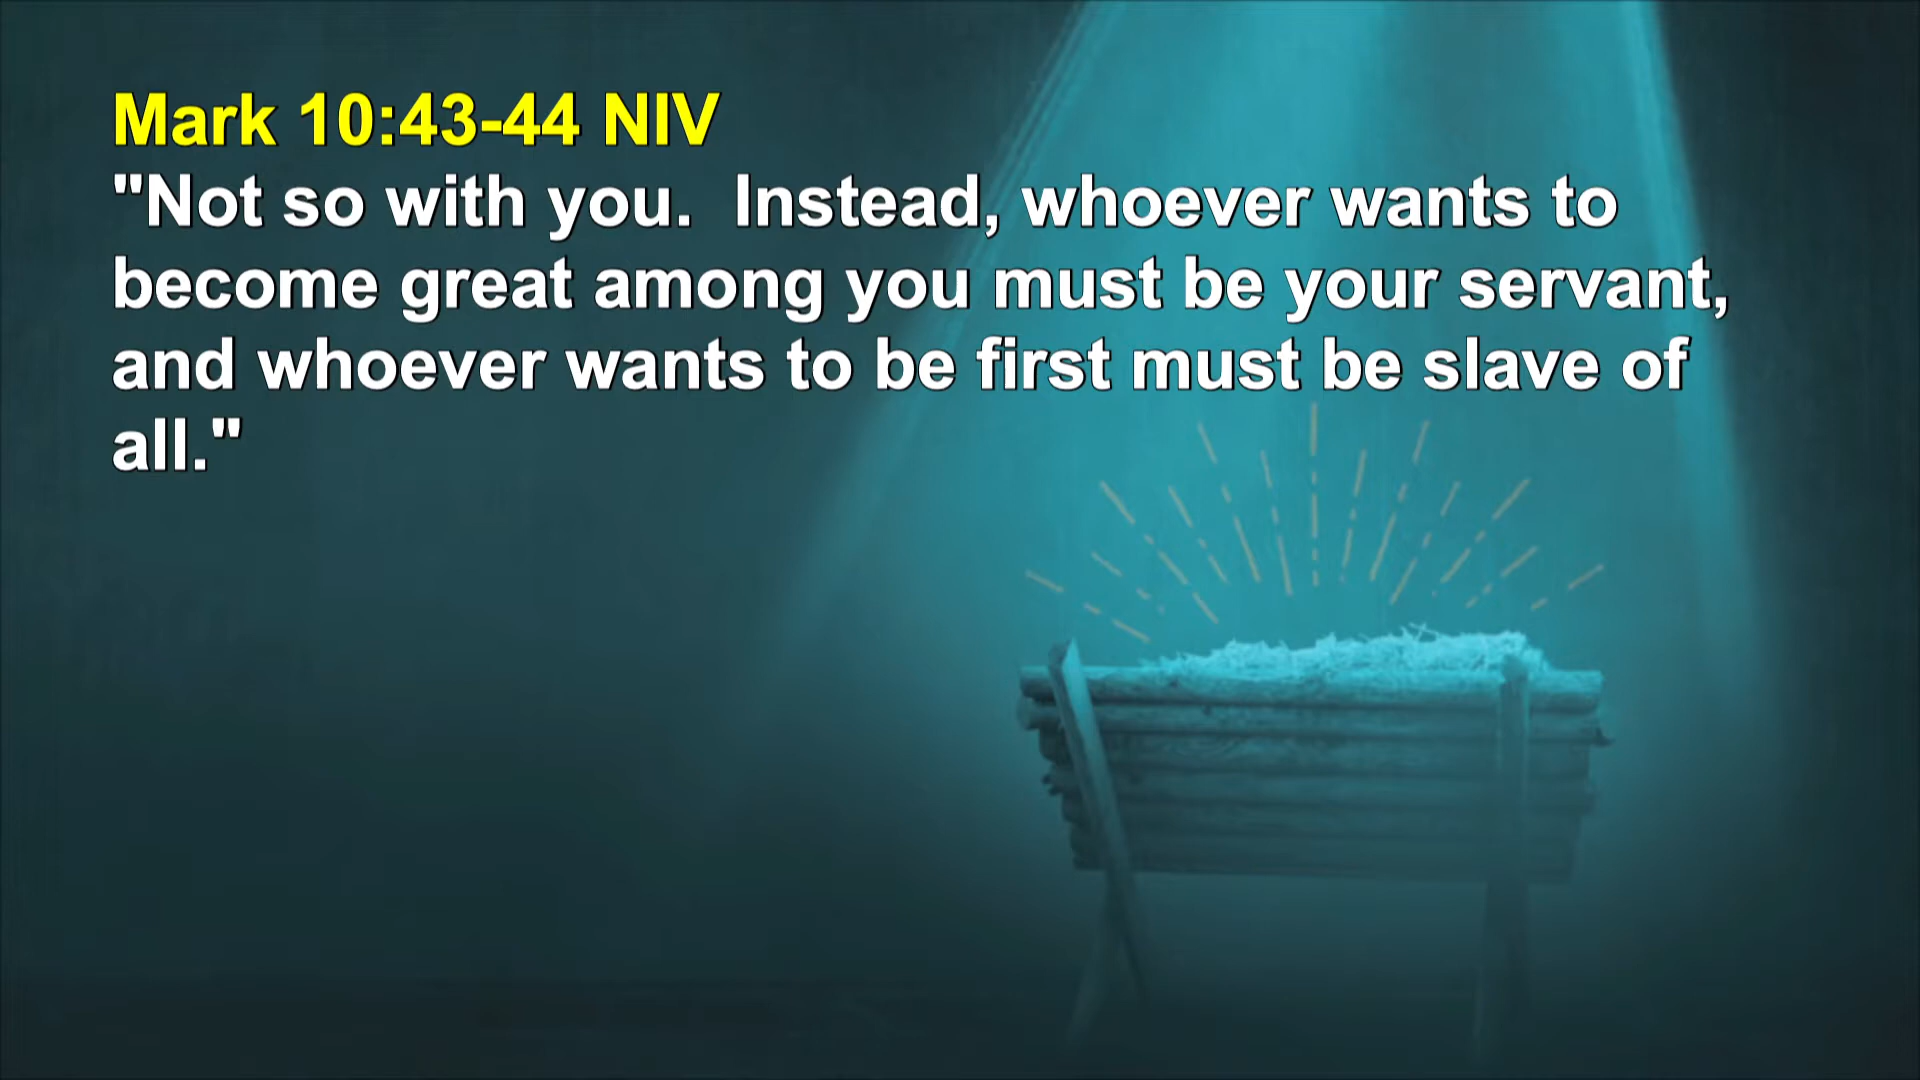 Mark 10:43-44 NIV
"Not so with you.  Instead, whoever wants to
become great among you must be your servant,
and whoever wants to be first must be slave of
all."